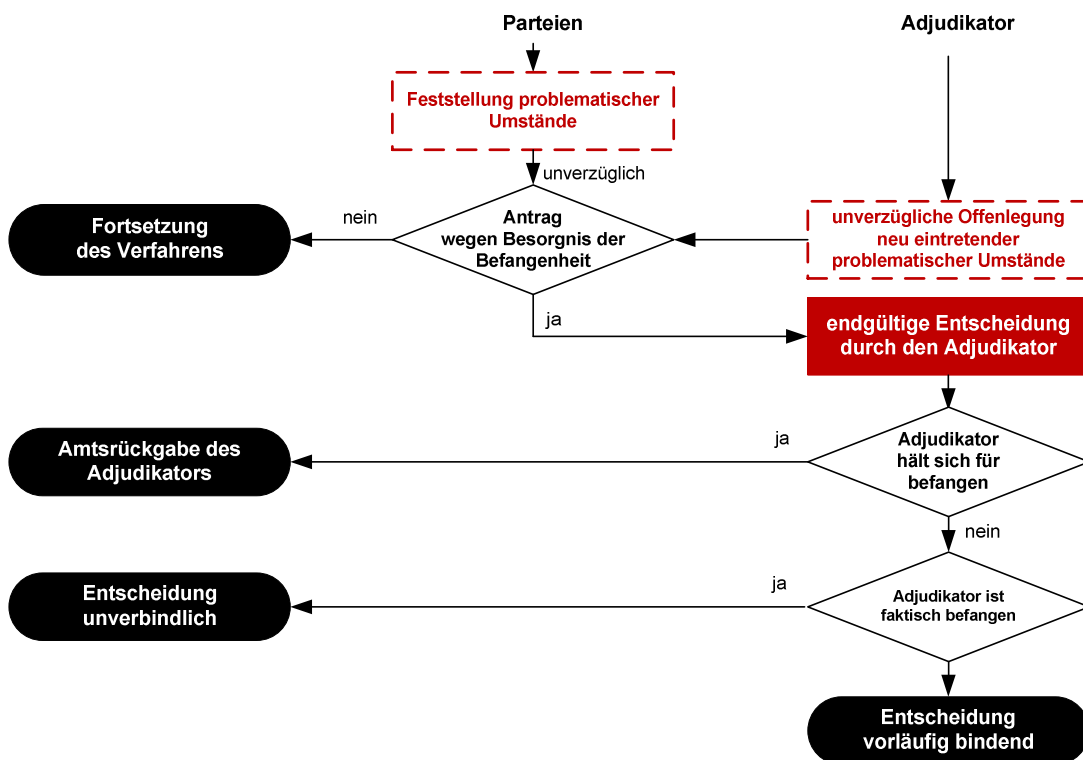 Parteien
Adjudikator
Feststellung problematischer
Umstände
unverzüglich
Fortsetzung
des Verfahrens
nein
Antrag
wegen Besorgnis der
Befangenheit
unverzügliche Offenlegung
neu eintretender
problematischer Umstände
ja
endgültige Entscheidung
durch den Adjudikator
Amtsrückgabe des
Adjudikators
ja
Adjudikator
hält sich für
befangen
nein
Entscheidung
unverbindlich
ja
Adjudikator ist
faktisch befangen
Entscheidung
vorläufig bindend